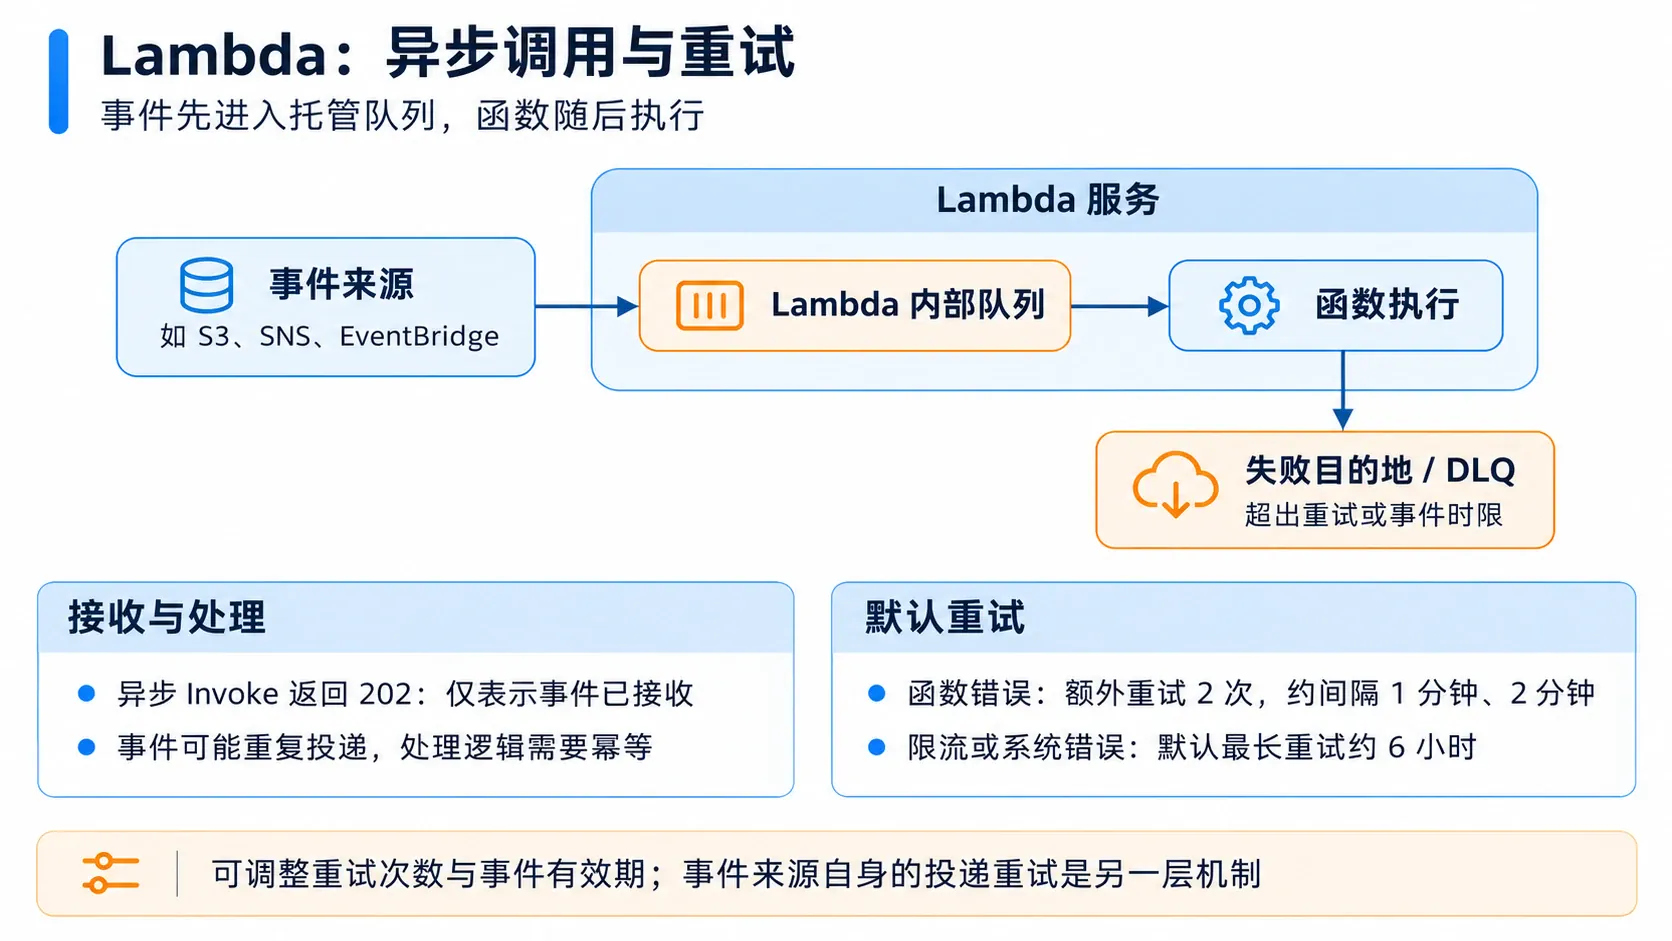 Lambda：异步调用与重试
事件先进入托管队列，函数随后执行
Lambda 服务
事件来源
如 S3、SNS、EventBridge
Lambda 内部队列
函数执行
失败目的地 / DLQ
超出重试或事件时限
接收与处理
异步 Invoke 返回 202：仅表示事件已接收
事件可能重复投递，处理逻辑需要幂等
默认重试
函数错误：额外重试 2 次，约间隔 1 分钟、2 分钟
限流或系统错误：默认最长重试约 6 小时
可调整重试次数与事件有效期；事件来源自身的投递重试是另一层机制